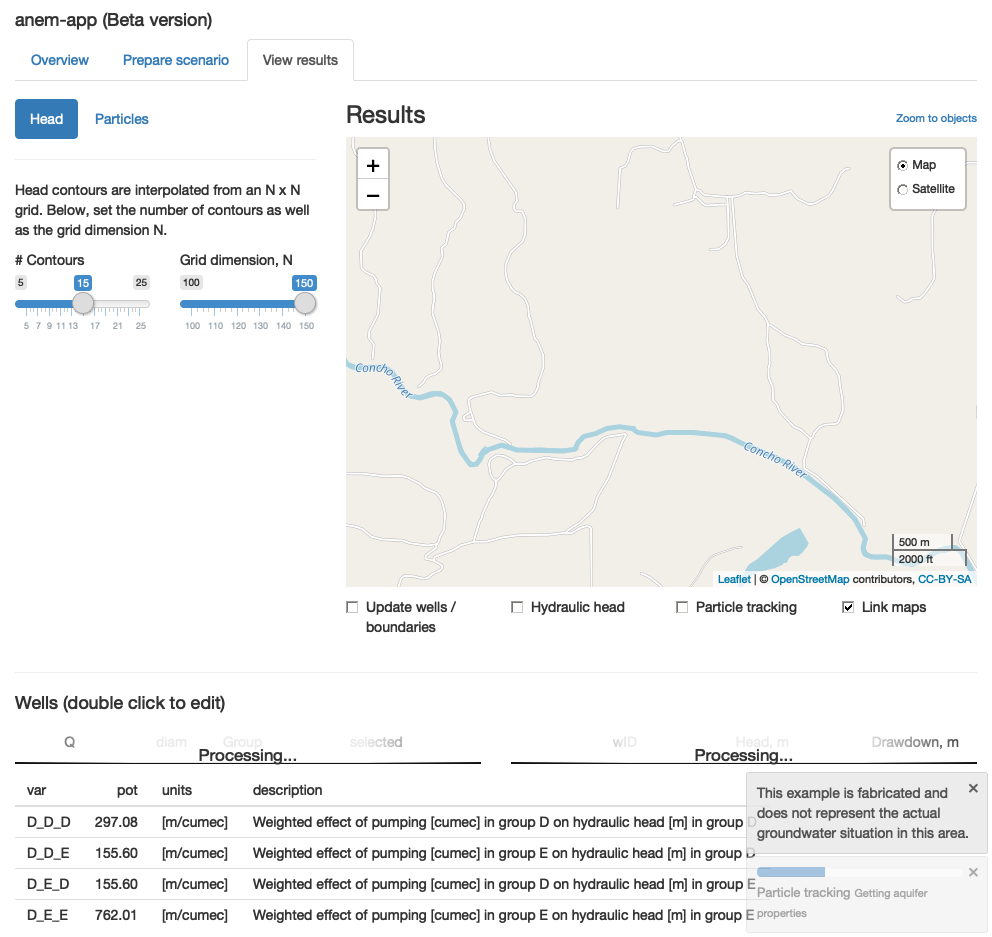 anem-app (Beta version)
Overview Prepare scenario View results
Head Particles
Results
Zoom to objects
+
−
Map
Satellite
Head contours are interpolated from an N x N
grid. Below, set the number of contours as well
as the grid dimension N.
# Contours Grid dimension, N
5 15 25 100 150
5 7 9 11 13 17 21 25 100 110 120 130 140 150
Concho River
Concho River
500 m
2000 ft
Leaflet | © OpenStreetMap contributors, CC-BY-SA
Update wells /
boundaries
Hydraulic head
Particle tracking
Link maps
Wells (double click to edit)
Q diam Group selected wID Head, m Drawdown, m
Processing... Processing...
var pot units description
D_D_D 297.08 [m/cumec] Weighted effect of pumping [cumec] in group D on hydraulic head [m] in group D
D_D_E 155.60 [m/cumec] Weighted effect of pumping [cumec] in group E on hydraulic head [m] in group D
D_E_D 155.60 [m/cumec] Weighted effect of pumping [cumec] in group D on hydraulic head [m] in group E
D_E_E 762.01 [m/cumec] Weighted effect of pumping [cumec] in group E on hydraulic head [m] in group E
This example is fabricated and
does not represent the actual
groundwater situation in this area.
×
×
Particle tracking Getting aquifer
properties